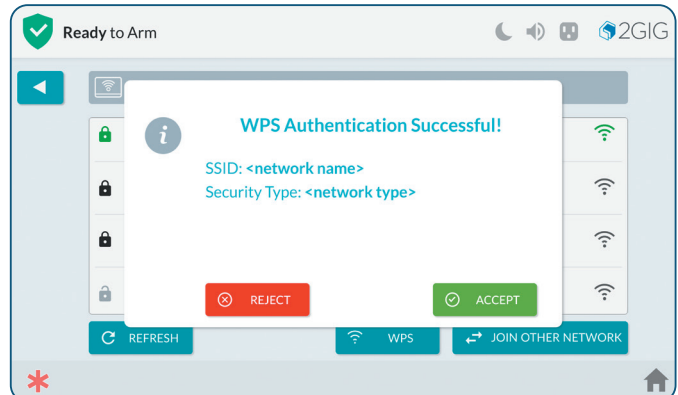 Ready to Arm
2GIG
WPS Authentication Successful!
SSID: <network name>
Security Type: <network type>
REJECT
ACCEPT
REFRESH
WPS
JOIN OTHER NETWORK